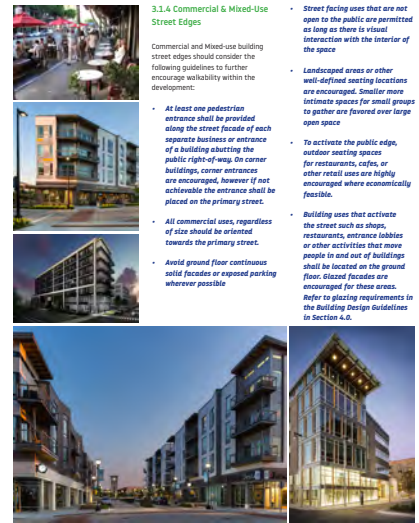 3.1.4 Commercial & Mixed-Use
Street Edges
Commercial and Mixed-use building
street edges should consider the
following guidelines to further
encourage walkability within the
development:
• At least one pedestrian
entrance shall be provided
along the street facade of each
separate business or entrance
of a building abutting the
public right-of-way. On corner
buildings, corner entrances
are encouraged, however if not
achievable the entrance shall be
placed on the primary street.
• All commercial uses, regardless
of size should be oriented
towards the primary street.
• Avoid ground floor continuous
solid facades or exposed parking
wherever possible
• Street facing uses that are not
open to the public are permitted
as long as there is visual
interaction with the interior of
the space
• Landscaped areas or other
well-defined seating locations
are encouraged. Smaller more
intimate spaces for small groups
to gather are favored over large
open space
• To activate the public edge,
outdoor seating spaces
for restaurants, cafes, or
other retail uses are highly
encouraged where economically
feasible.
• Building uses that activate
the street such as shops,
restaurants, entrance lobbies
or other activities that move
people in and out of buildings
shall be located on the ground
floor. Glazed facades are
encouraged for these areas.
Refer to glazing requirements in
the Building Design Guidelines
in Section 4.0.